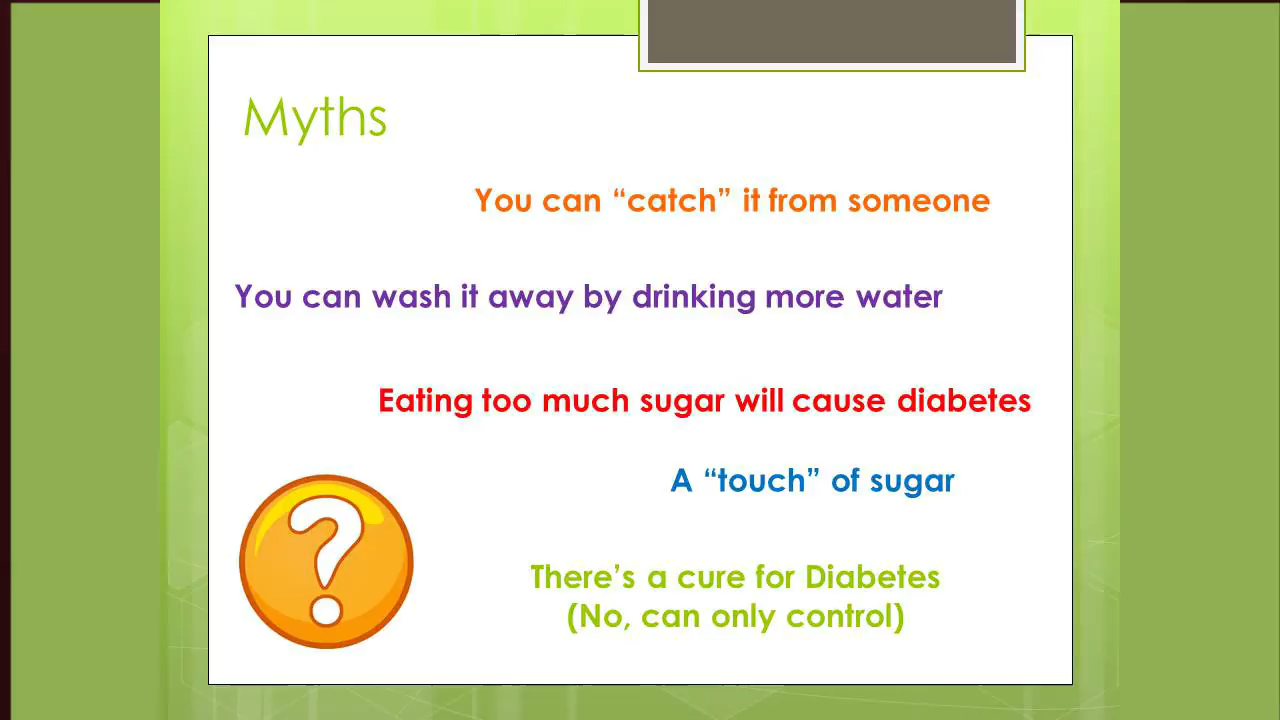 Myths
You can “catch” it from someone
You can wash it away by drinking more water
Eating too much sugar will cause diabetes
A “touch” of sugar
There’s a cure for Diabetes
(No, can only control)